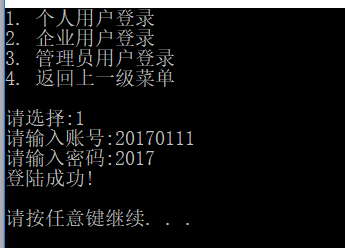 1. 个人用户登录
2. 企业用户登录
3. 管理员用户登录
4. 返回上一级菜单
请选择:1
请输入账号:20170111
请输入密码:2017
登陆成功!
请按任意键继续. . .